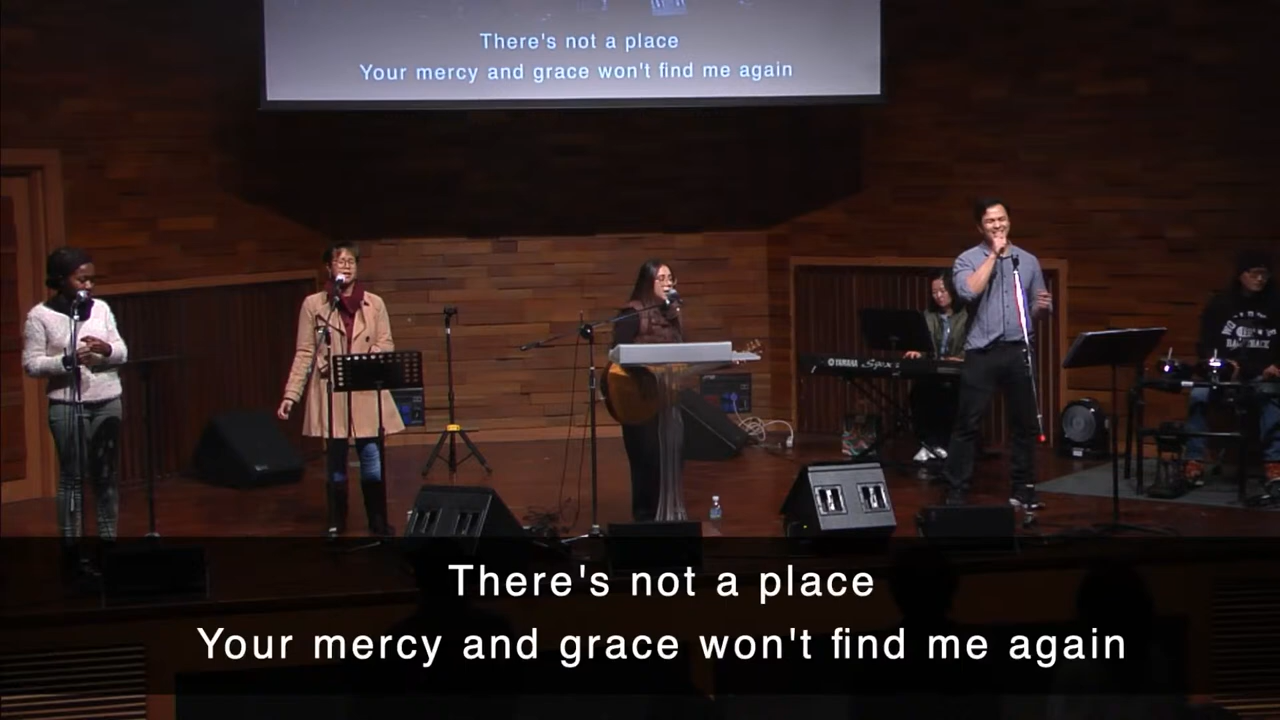 There's not a place
Your mercy and grace won't find me again
YAMAHA
There's not a place
Your mercy and grace won't find me again